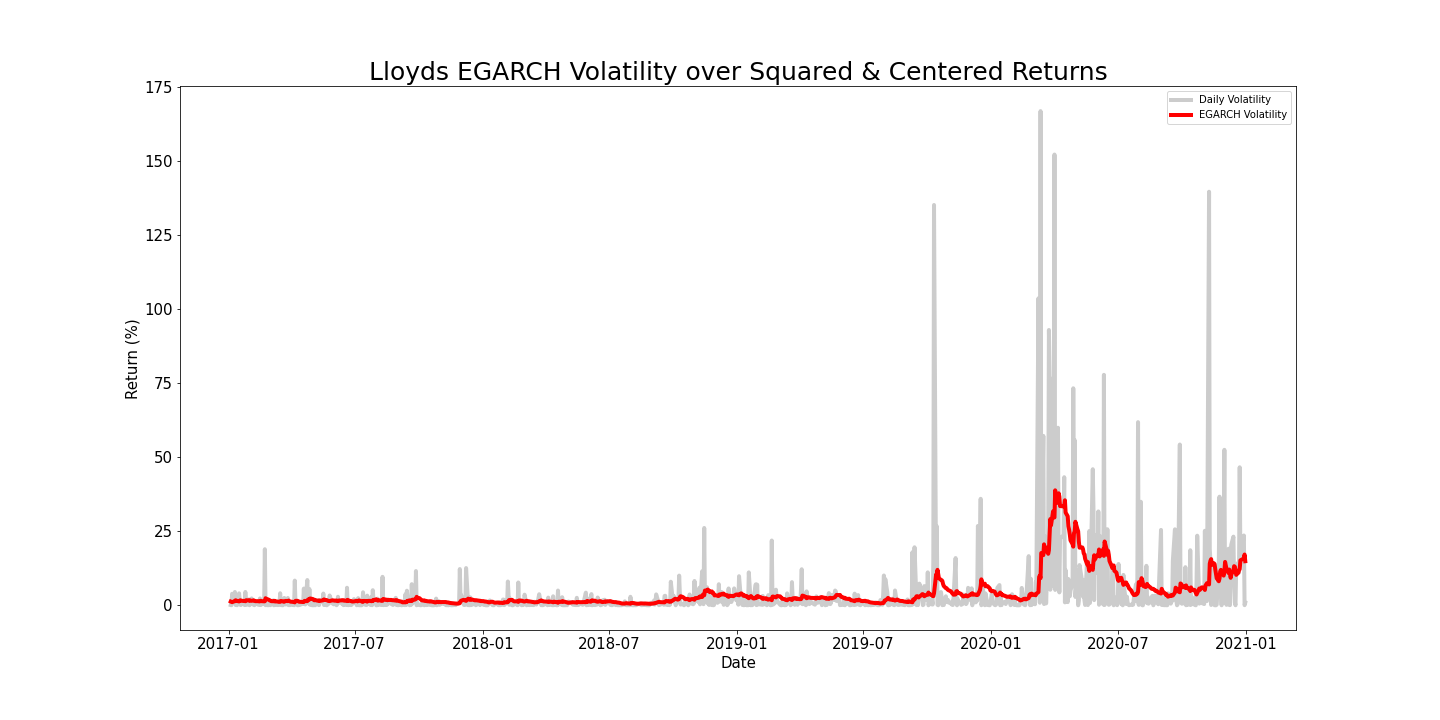 Lloyds EGARCH Volatility over Squared & Centered Returns
175
150
125
100
75
50
25
0
Return (%)
Daily Volatility
EGARCH Volatility
2017-01 2017-07 2018-01 2018-07 2019-01 2019-07 2020-01 2020-07 2021-01
Date